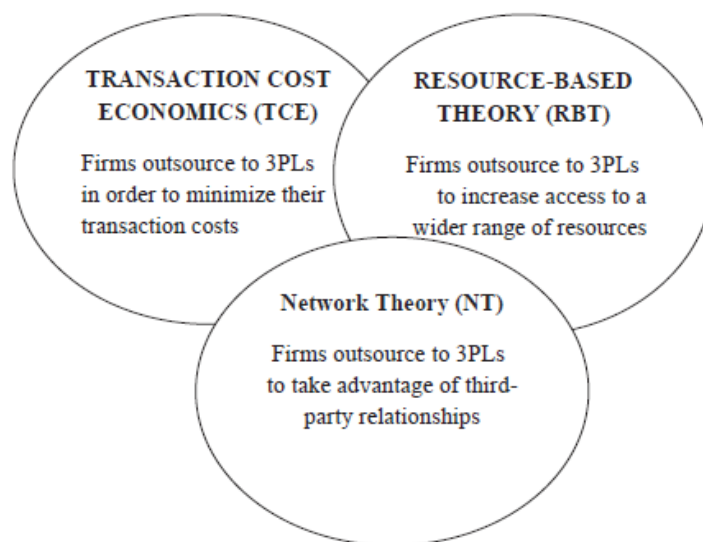 TRANSACTION COST
ECONOMICS (TCE)
Firms outsource to 3PLs
in order to minimize their
transaction costs
RESOURCE-BASED
THEORY (RBT)
Firms outsource to 3PLs
to increase access to a
wider range of resources
Network Theory (NT)
Firms outsource to 3PLs
to take advantage of third-
party relationships